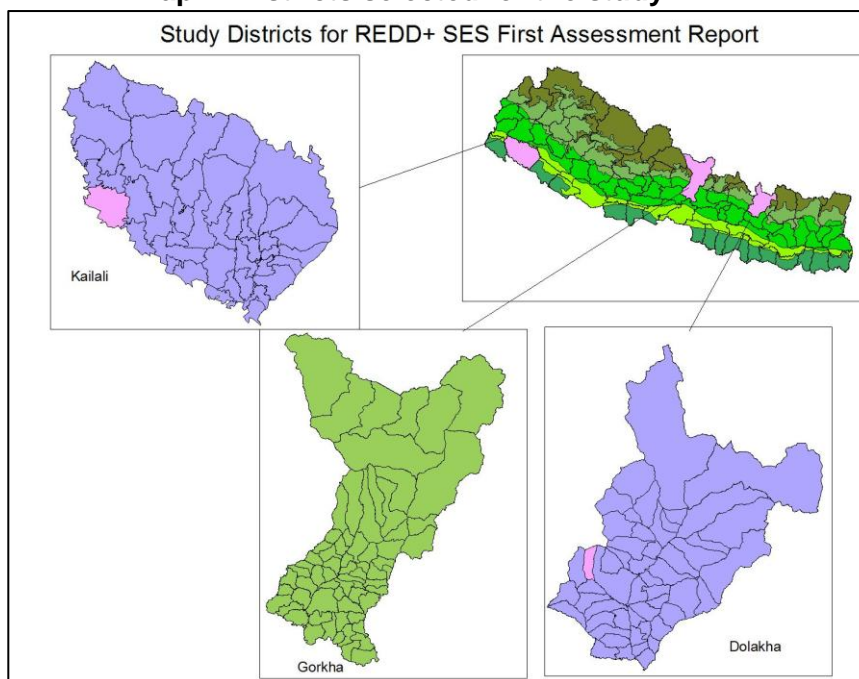 Study Districts for REDD+ SES First Assessment Report
Kailali
Gorkha
Dolakha